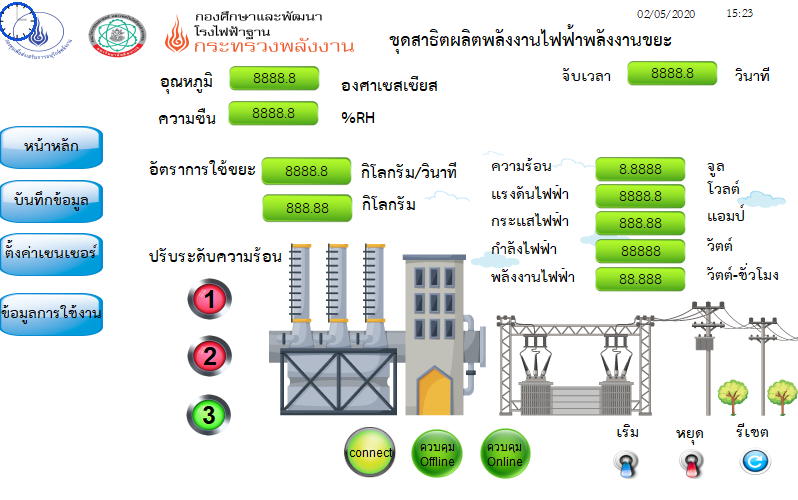 กองศึกษาและพัฒนา
โรงไฟฟ้าฐาน
กระทรวงพลังงาน
02/05/2020 15:23
ชุดสาธิตผลิตพลังงานไฟฟ้าพลังงานขยะ
อุณหภูมิ 8888.8 องศาเซสเซียส
จับเวลา 8888.8 วินาที
ความชืน 8888.8 %RH
หน้าหลัก
บันทึกข้อมูล
ตั้งค่าเซนเซอร์
ข้อมูลการใช้งาน
อัตราการใช้ขยะ 8888.8 กิโลกรัม/วินาที
888.88 กิโลกรัม
ความร้อน 8.8888 จูล
แรงดันไฟฟ้า 8888.8 โวลต์
กระแสไฟฟ้า 888.88 แอมป์
กำลังไฟฟ้า 88888 วัตต์
พลังงานไฟฟ้า 88.888 วัตต์-ชั่วโมง
ปรับระดับความร้อน
1
2
3
connect
ควบคุม
Offline
ควบคุม
Online
เริ่ม
หยุด
รีเซต